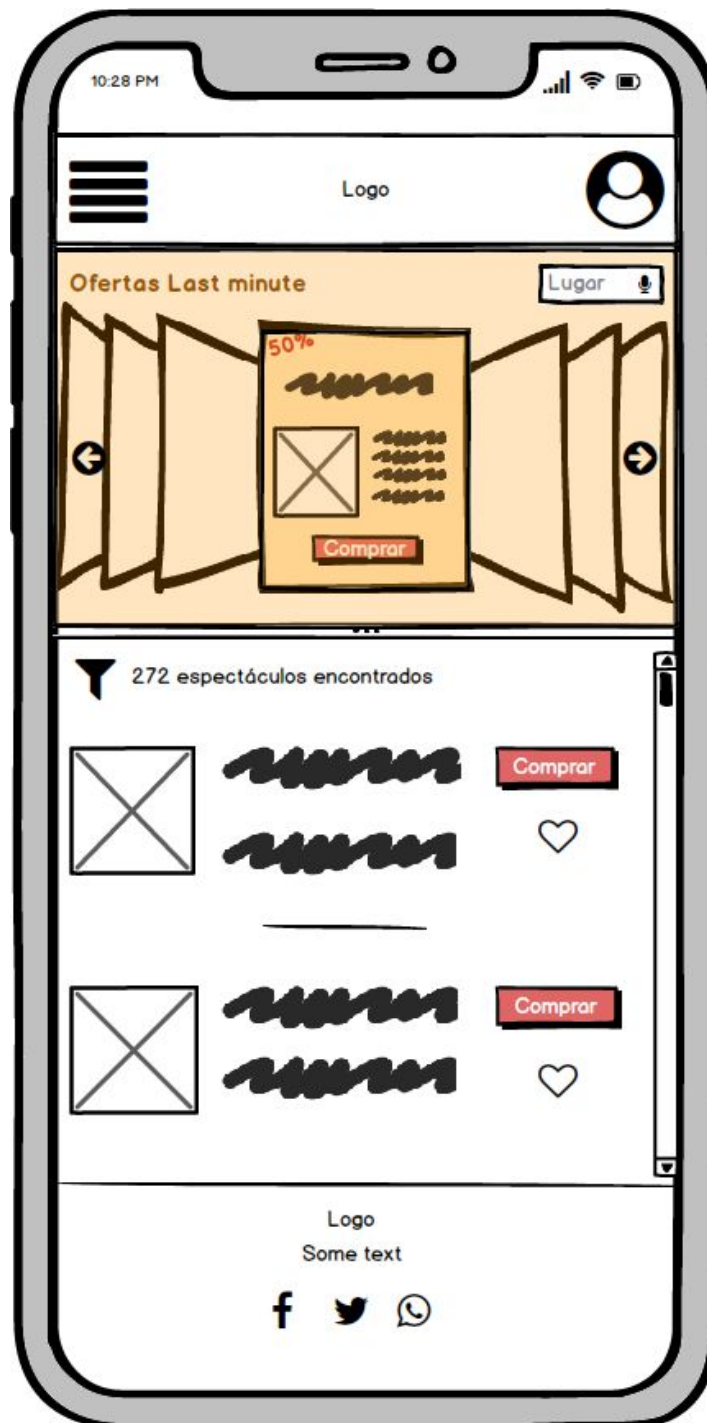 10:28 PM
Logo
Ofertas Last minute
Lugar
50%
Comprar
272 espectáculos encontrados
Comprar
Comprar
Logo
Some text